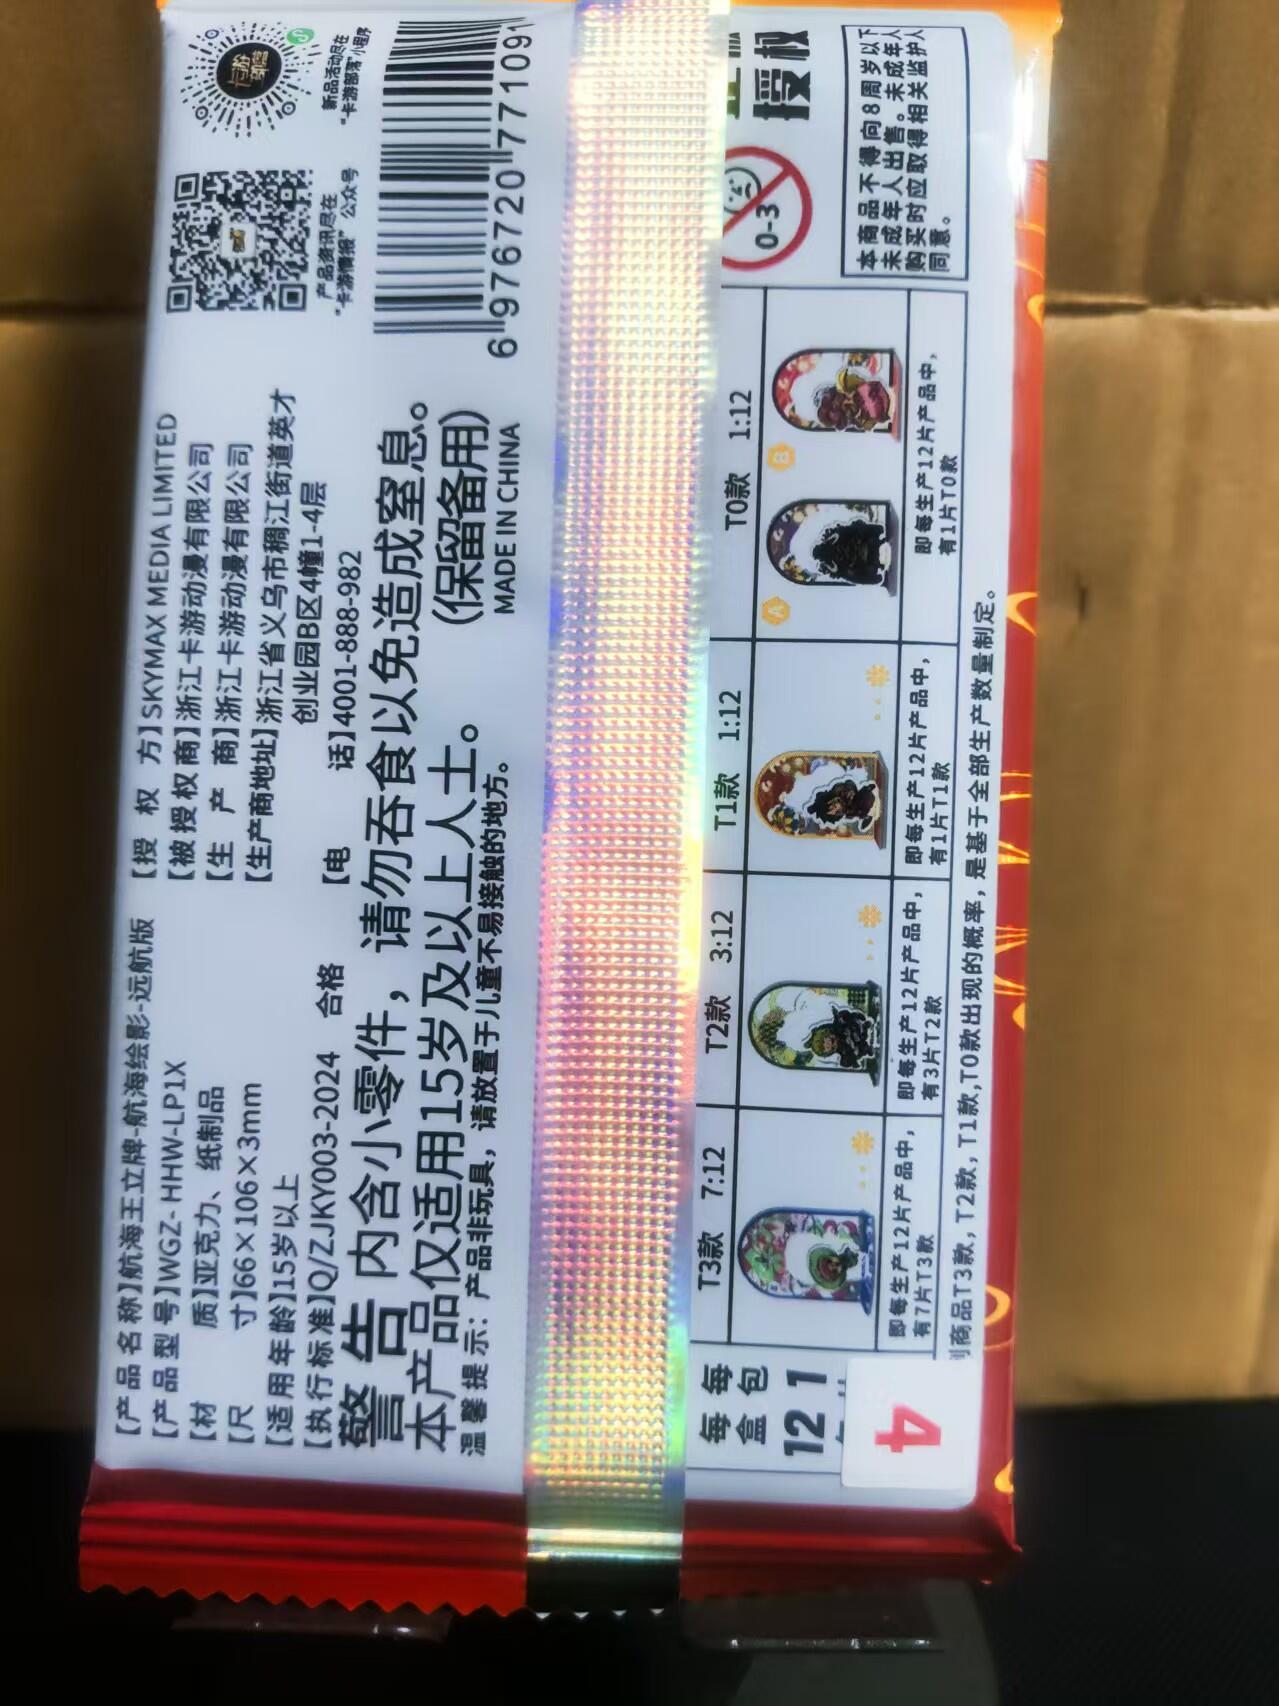 【产品名称】航海王立牌-航海绘影-远航版
【产品型号】WGZ-HHW-LP1X
【材 质】亚克力、纸制品
【尺 寸】66×106×3mm
【适用年龄】15岁以上
【执行标准】Q/ZJKY003-2024 合格
【授 权 方】SKYMAX MEDIA LIMITED
【被授权商】浙江卡游动漫有限公司
【生 产 商】浙江卡游动漫有限公司
【生产商地址】浙江省义乌市稠江街道英才
创业园B区4幢1-4层
【电 话】4001-888-982
警告 内含小零件，请勿吞食以免造成窒息。
本产品仅适用15岁及以上人士。(保留备用)
温馨提示：产品非玩具，请放置于儿童不易接触的地方。
MADE IN CHINA
卡游
产品资讯尽在
“卡游情报”公众号
新品活动尽在
“卡游部落”小程序
6 976720 771091
每 每
盒 包
12 1
4
T3款 7:12
即每生产12片产品中，
有7片T3款
T2款 3:12
即每生产12片产品中，
有3片T2款
T1款 1:12
即每生产12片产品中，
有1片T1款
T0款 1:12
A
B
即每生产12片产品中，
有1片T0款
商品T3款，T2款，T1款，T0款出现的概率，是基于全部生产数量制定。
0-3
授权
本商品不得向8周岁以下
未成年人出售。未成年人
购买时应取得相关监护人
同意。